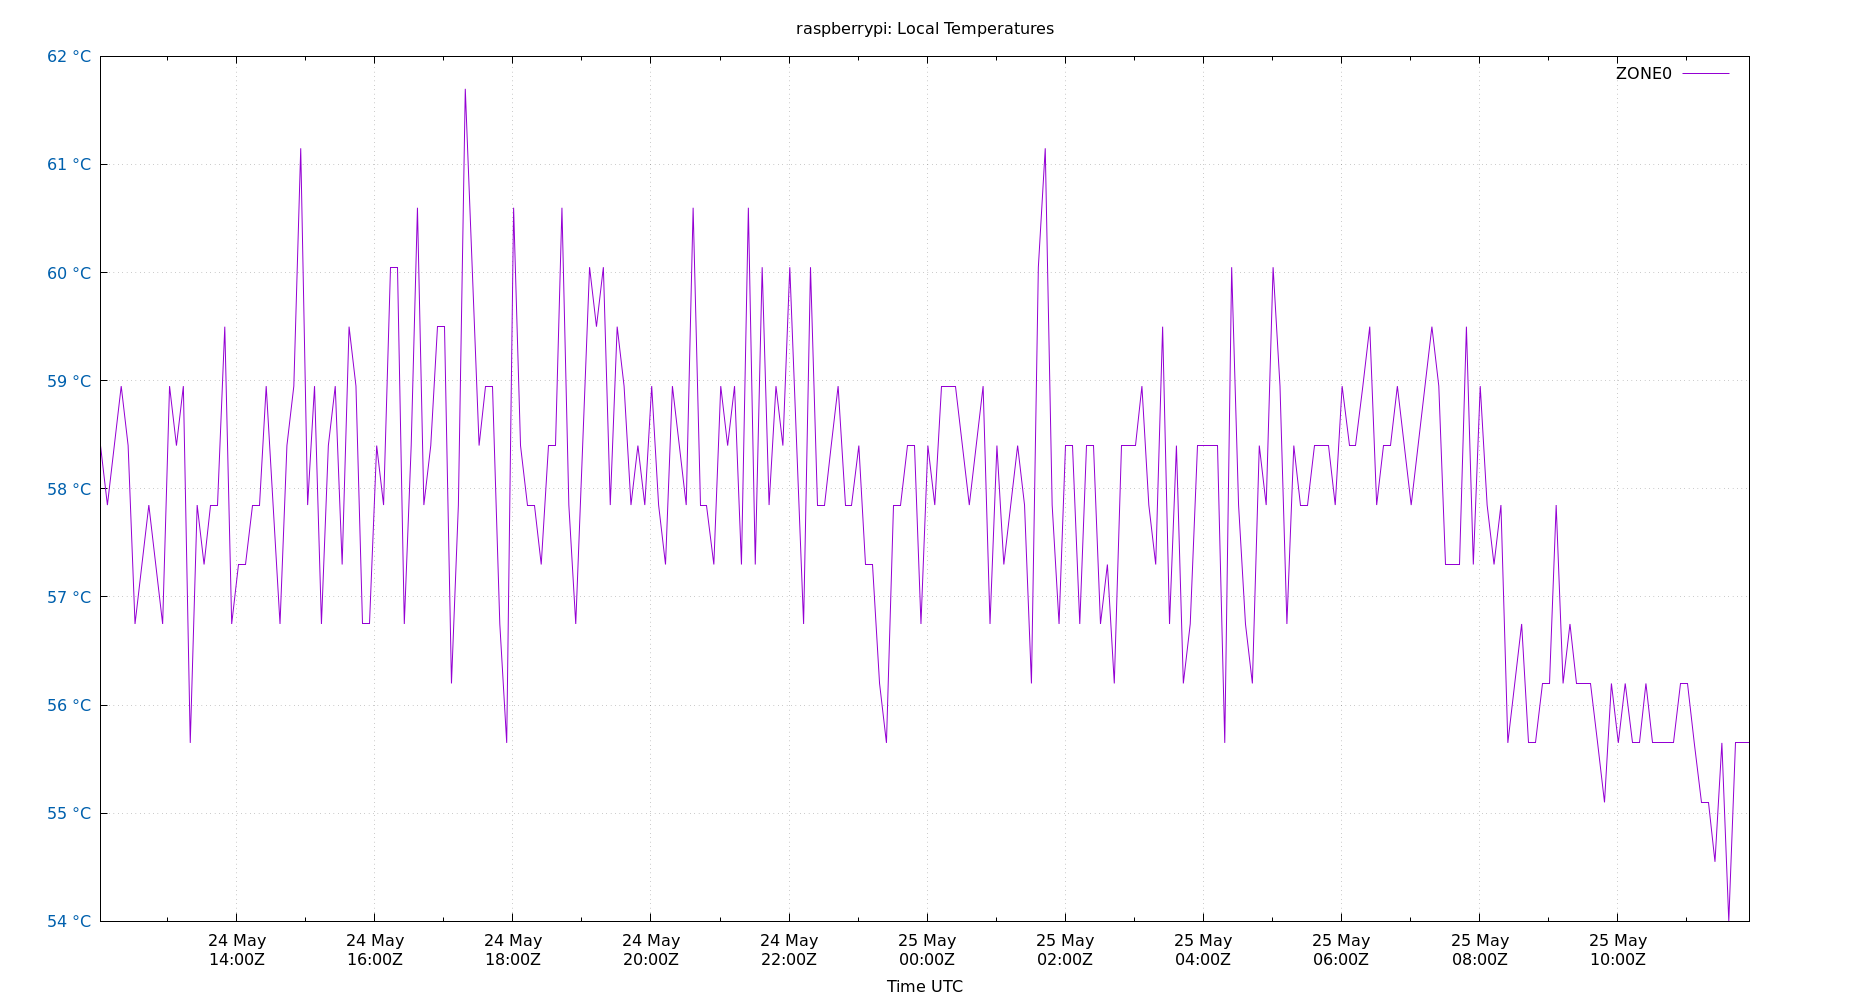 raspberrypi: Local Temperatures
62 °C
ZONE0
61 °C
60 °C
59 °C
58 °C
57 °C
56 °C
55 °C
54 °C
24 May 24 May 24 May 24 May 24 May 25 May 25 May 25 May 25 May 25 May 25 May
14:00Z 16:00Z 18:00Z 20:00Z 22:00Z 00:00Z 02:00Z 04:00Z 06:00Z 08:00Z 10:00Z
Time UTC